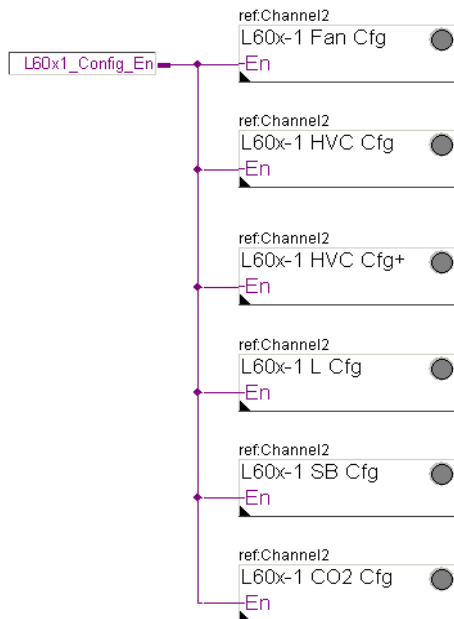 ref:Channel2
L60x-1 Fan Cfg
L60x1_Config_En
En
ref:Channel2
L60x-1 HVC Cfg
En
ref:Channel2
L60x-1 HVC Cfg+
En
ref:Channel2
L60x-1 L Cfg
En
ref:Channel2
L60x-1 SB Cfg
En
ref:Channel2
L60x-1 CO2 Cfg
En